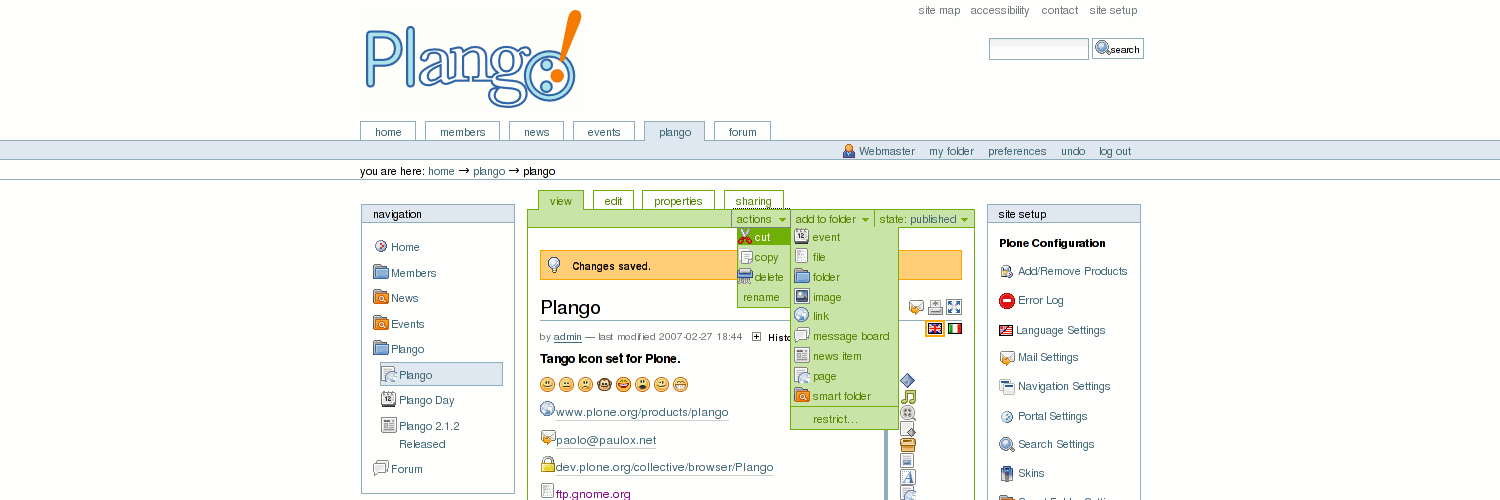 site map accessibility contact site setup
Plango
search
home members news events plango forum
Webmaster my folder preferences undo log out
you are here: home → plango → plango
navigation
Home
Members
News
Events
Plango
Plango
12 Plango Day
Plango 2.1.2
Released
Forum
view edit properties sharing
actions add to folder state: published
cut
copy
delete
rename
12 event
file
folder
image
link
message board
news item
page
smart folder
restrict...
Changes saved.
Plango
by admin — last modified 2007-02-27 18:44 Histo
Tango Icon set for Plone.
www.plone.org/products/plango
paolo@paulox.net
dev.plone.org/collective/browser/Plango
ftp.gnome.org
A
site setup
Plone Configuration
Add/Remove Products
Error Log
Language Settings
Mail Settings
Navigation Settings
Portal Settings
Search Settings
Skins